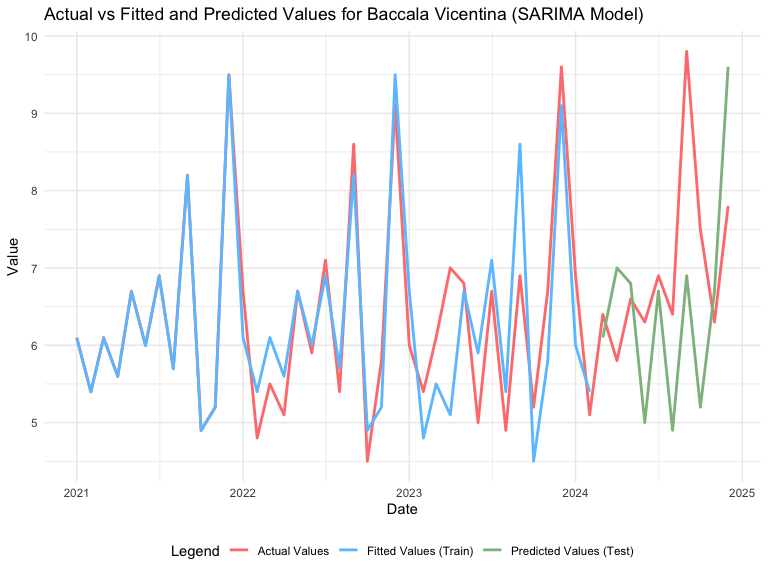 Actual vs Fitted and Predicted Values for Baccala Vicentina (SARIMA Model)
10
9
8
7
6
5
Value
2021 2022 2023 2024 2025
Date
Legend Actual Values Fitted Values (Train) Predicted Values (Test)